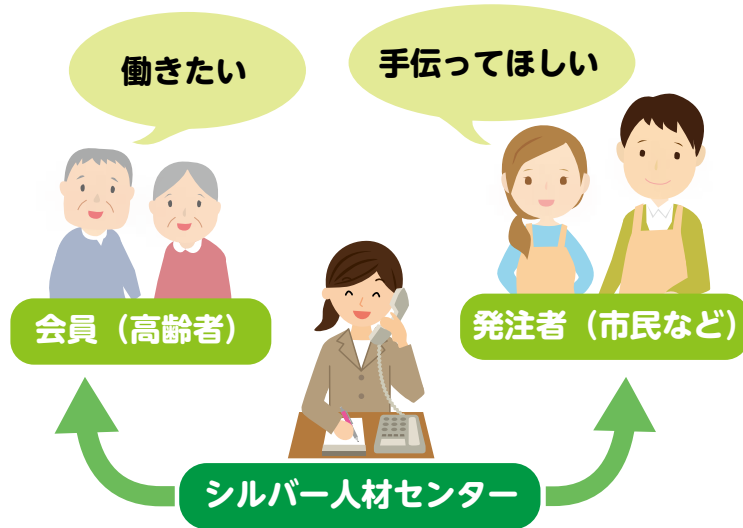 働きたい
手伝ってほしい
会員（高齢者）
発注者（市民など）
シルバー人材センター